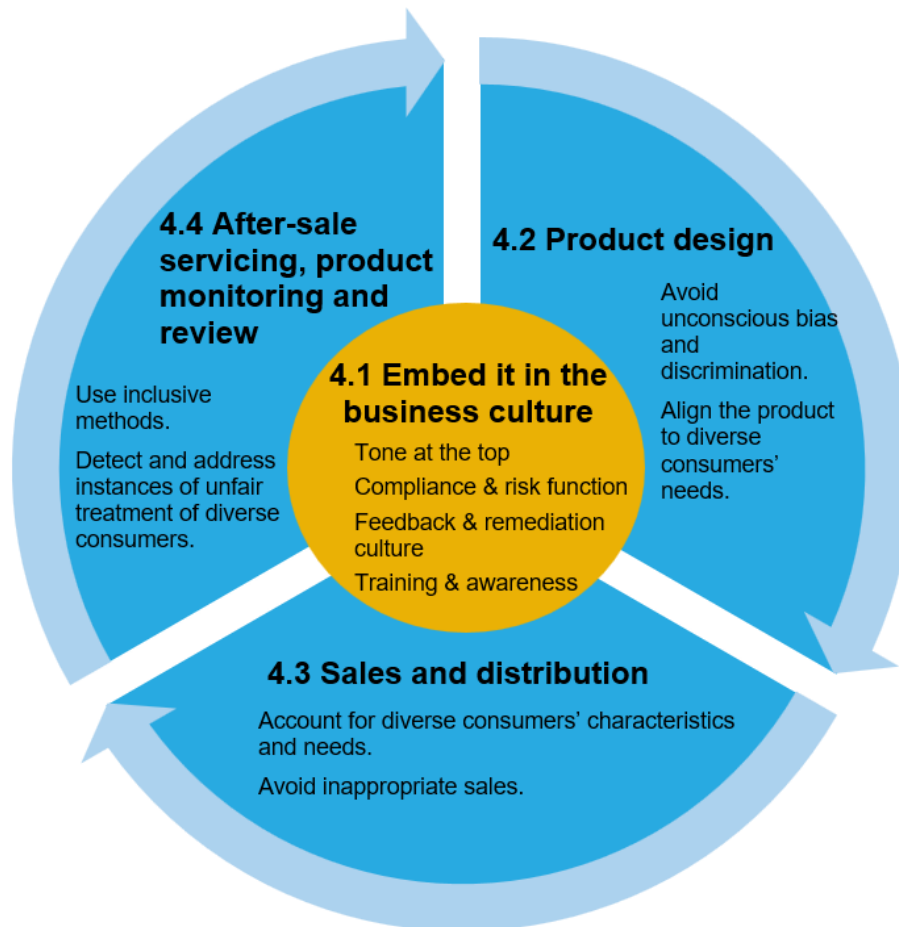 4.4 After-sale
servicing, product
monitoring and
review
Use inclusive
methods.
Detect and address
instances of unfair
treatment of diverse
consumers.
4.2 Product design
Avoid
unconscious bias
and
discrimination.
Align the product
to diverse
consumers’
needs.
4.1 Embed it in the
business culture
Tone at the top
Compliance & risk function
Feedback & remediation
culture
Training & awareness
4.3 Sales and distribution
Account for diverse consumers’ characteristics
and needs.
Avoid inappropriate sales.